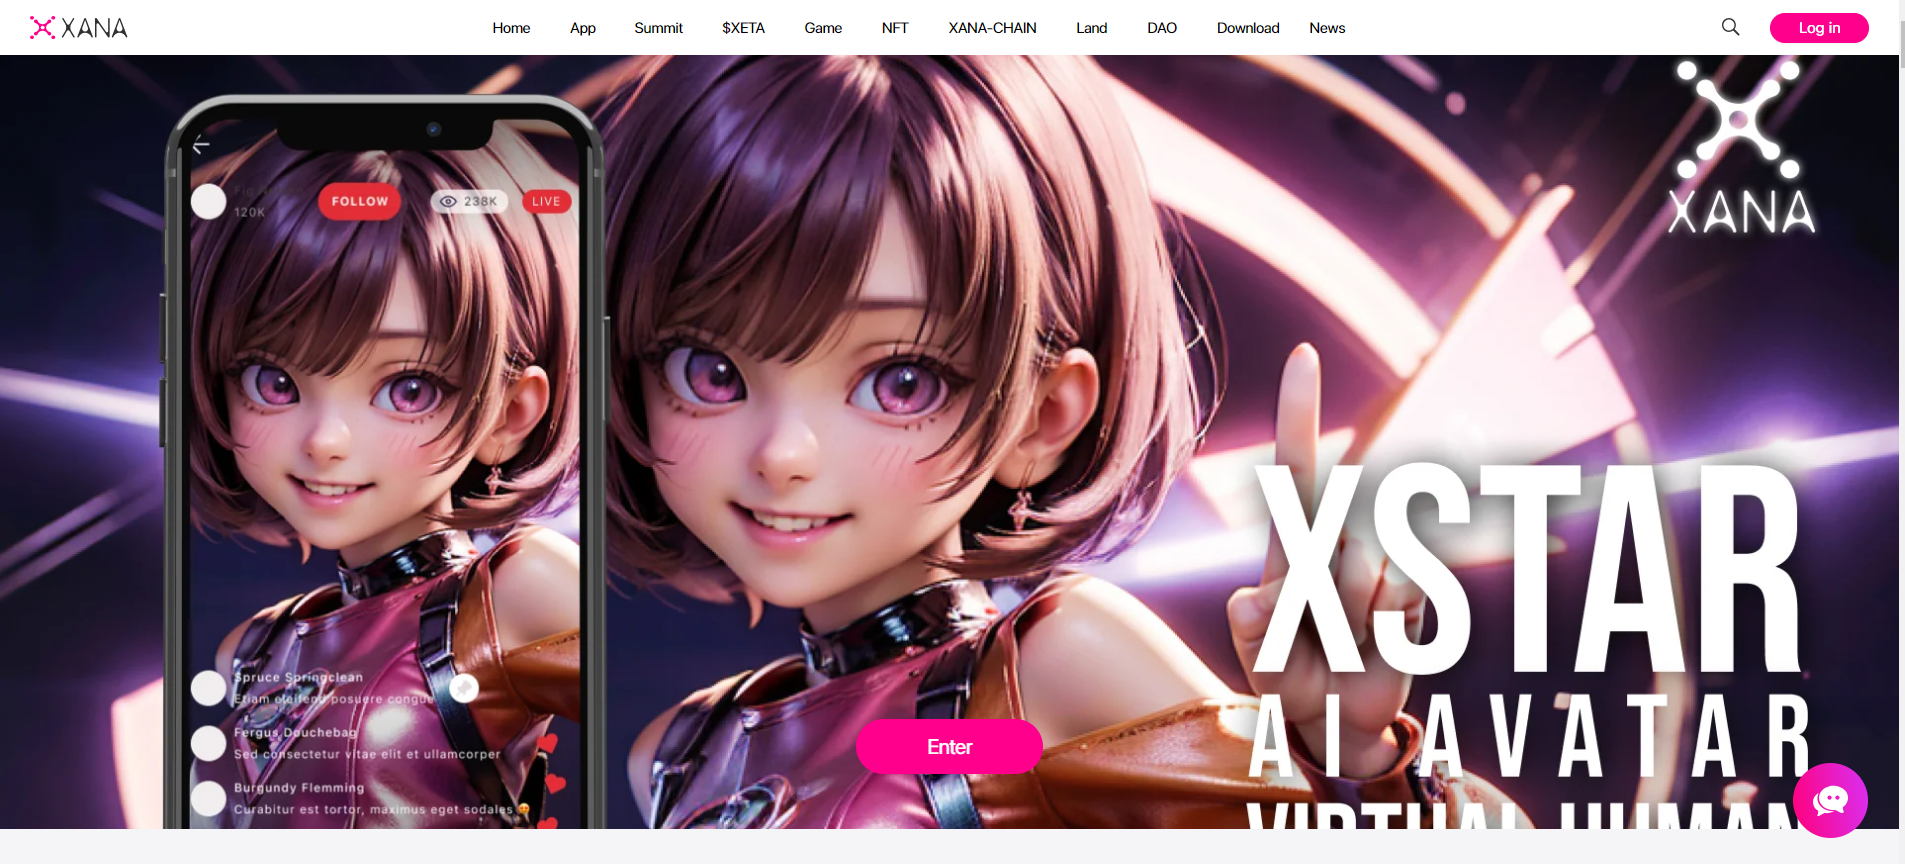 XANA
Home App Summit $XETA Game NFT XANA-CHAIN Land DAO Download News
Log in
XANA
120K
FOLLOW
238K
LIVE
XSTAR
AI AVATAR
VIRTUAL HUMAN
Spruce Springclean
Etiam eleifend posuere congue
Fergus Douchebag
Sed consectetur vitae elit et ullamcorper
Burgundy Flemming
Curabitur est tortor, maximus eget sodales
Enter